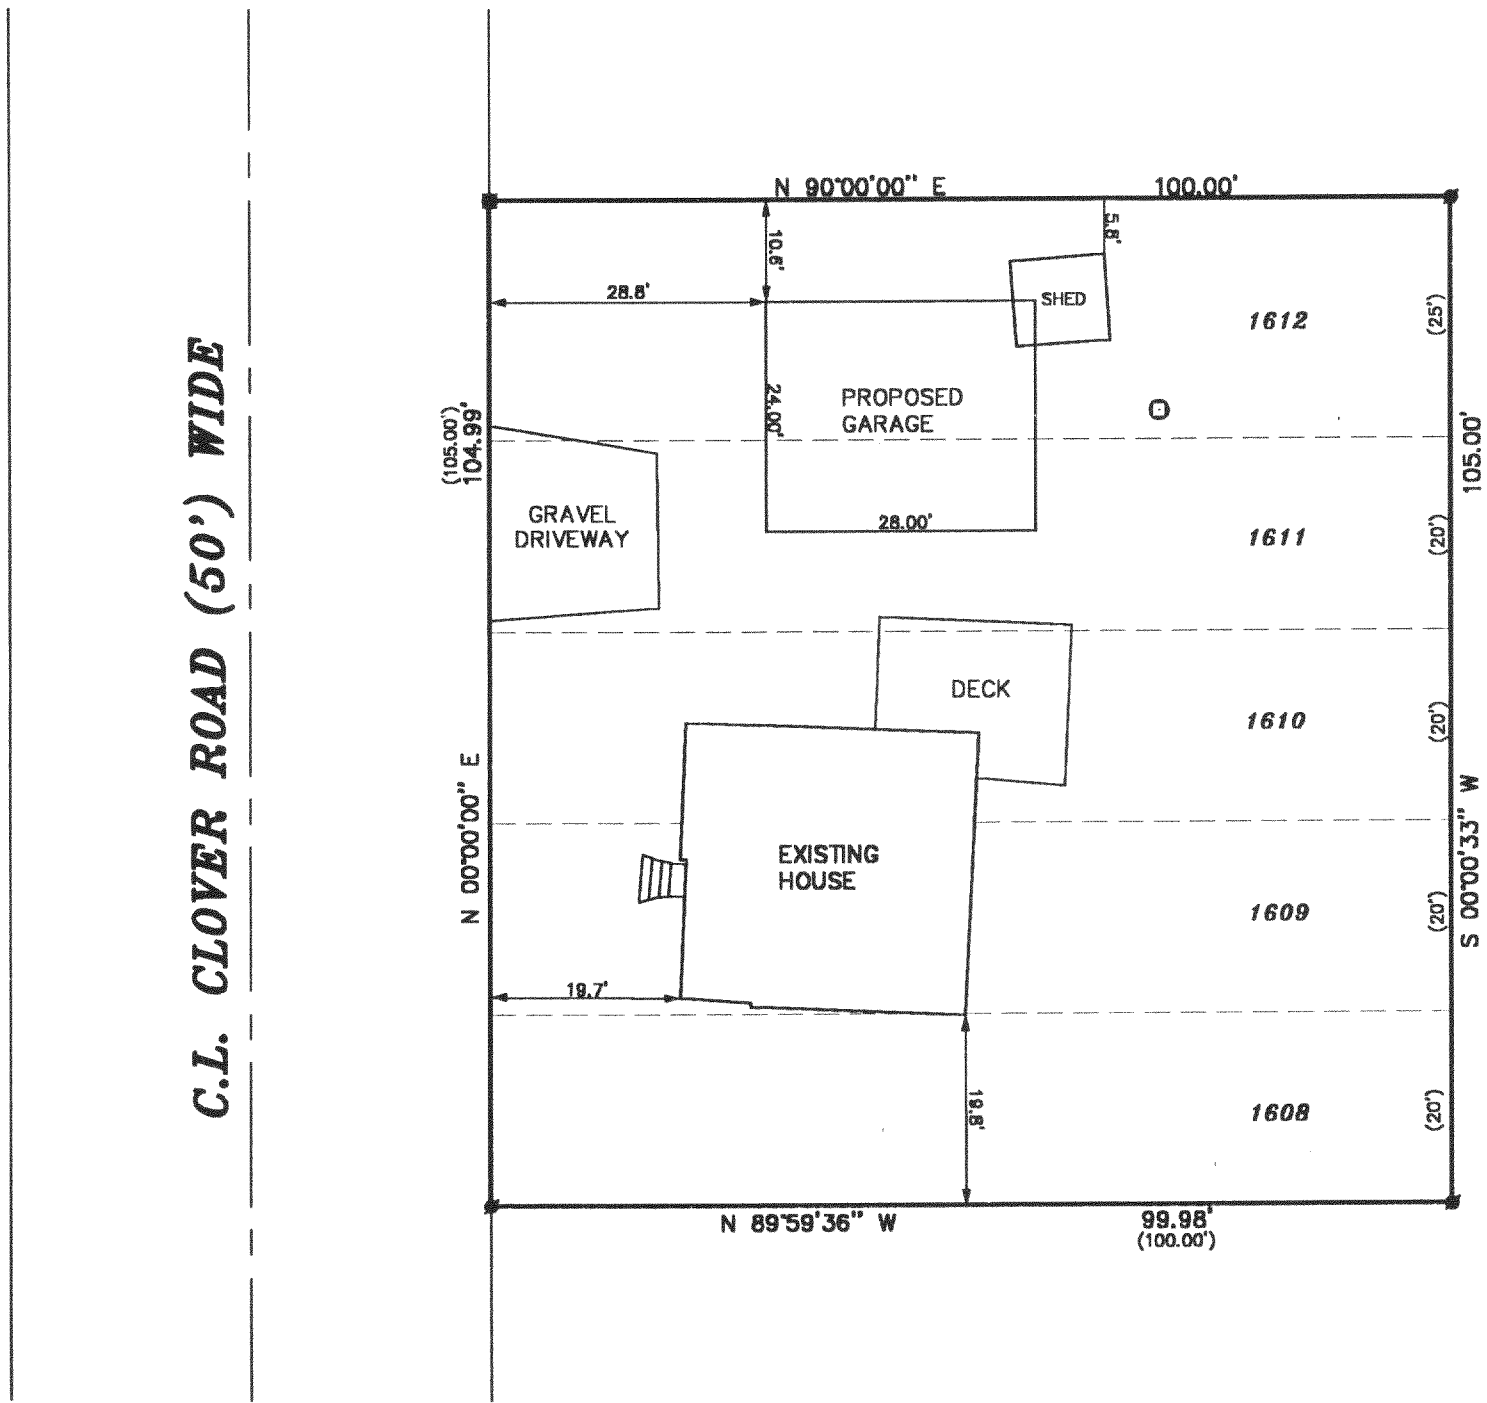 N 90°00'00" E 100.00'
10.6'
5.8'
28.8'
SHED
1612
(25')
PROPOSED
GARAGE
24.00'
28.00'
(105.00')
104.99'
105.00'
GRAVEL
DRIVEWAY
1611
(20')
C.L. CLOVER ROAD (50') WIDE
DECK
1610
(20')
N 00°00'00" E
EXISTING
HOUSE
1609
(20')
S 00°00'33" W
19.7'
19.8'
1608
(20')
N 89°59'36" W 99.98'
(100.00')